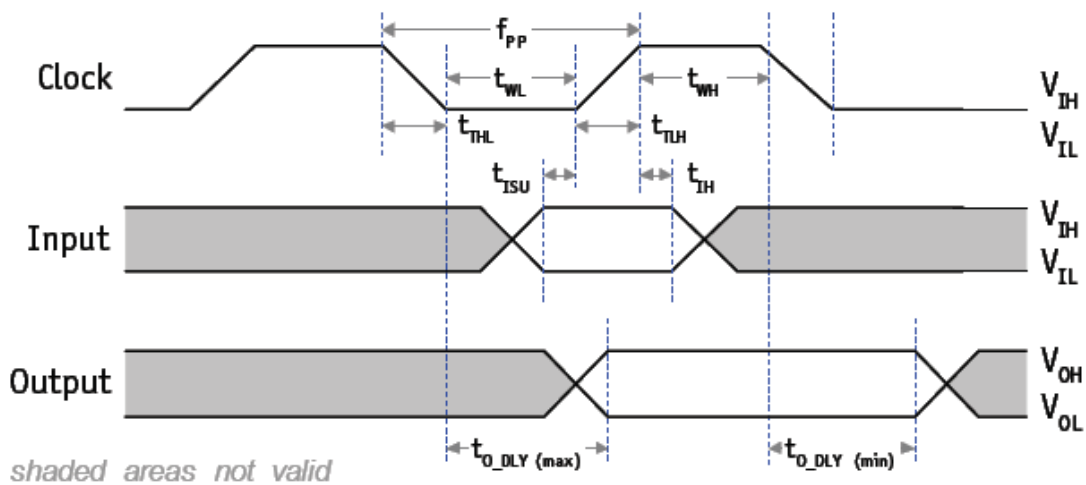 f_PP
Clock
t_WL
t_WH
V_IH
t_THL
t_TLH
V_IL
t_ISU
t_IH
Input
V_IH
V_IL
Output
V_OH
V_OL
t_O_DLY (max)
t_O_DLY (min)
shaded areas not valid